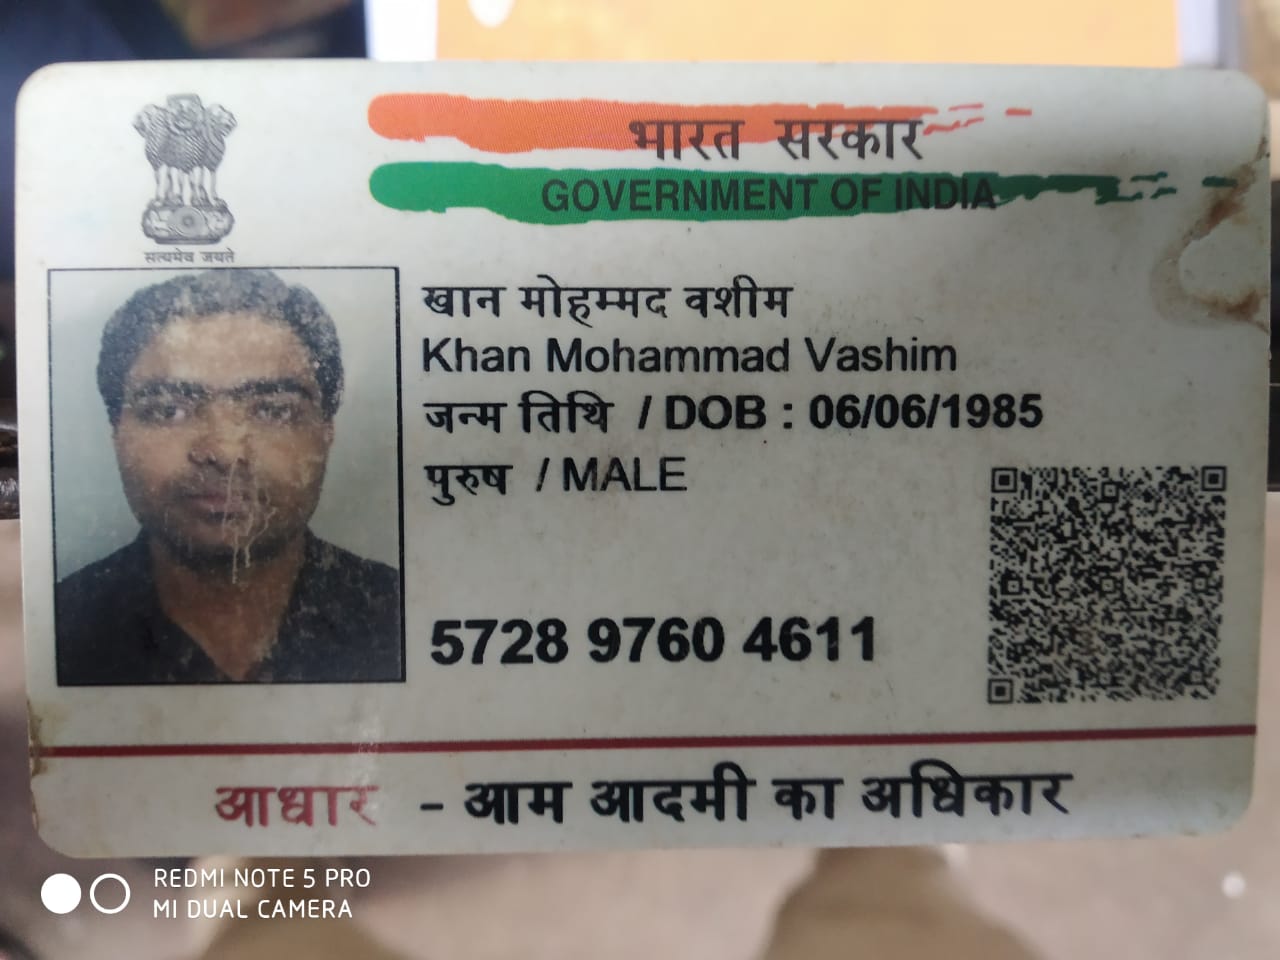 भारत सरकार
GOVERNMENT OF INDIA
सत्यमेव जयते
खान मोहम्मद वशीम
Khan Mohammad Vashim
जन्म तिथि / DOB : 06/06/1985
पुरुष / MALE
5728 9760 4611
आधार - आम आदमी का अधिकार
REDMI NOTE 5 PRO
MI DUAL CAMERA